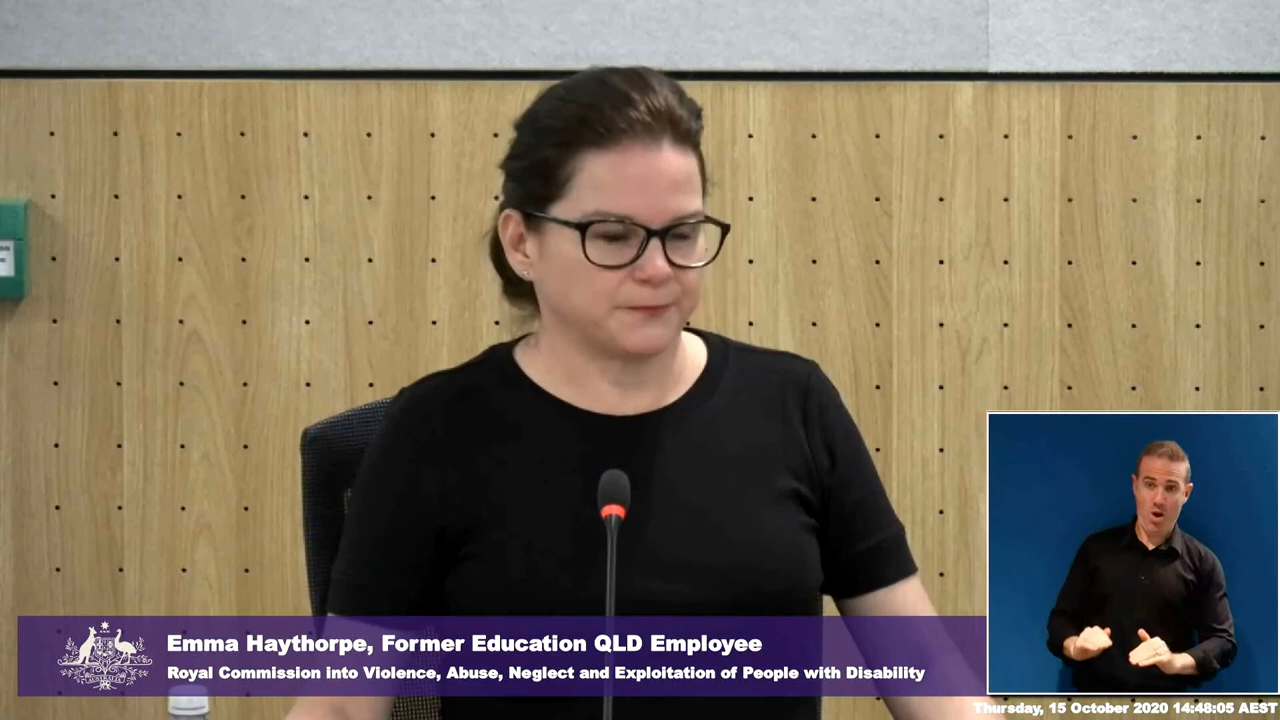 Emma Haythorpe, Former Education QLD Employee
Royal Commission into Violence, Abuse, Neglect and Exploitation of People with Disability
Thursday, 15 October 2020 14:48:05 AEST